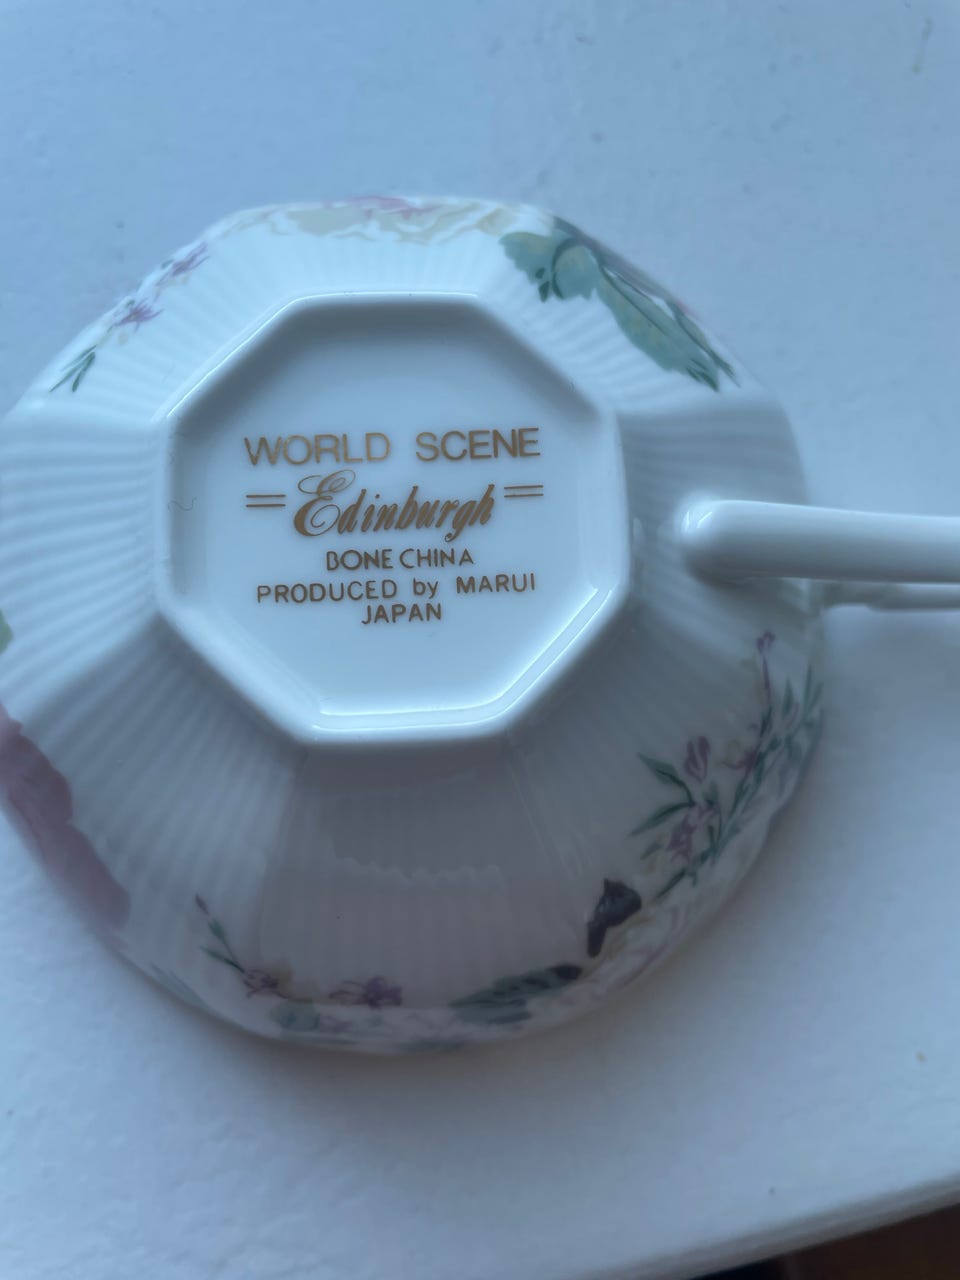 WORLD SCENE
= Edinburgh =
BONE CHINA
PRODUCED by MARUI
JAPAN